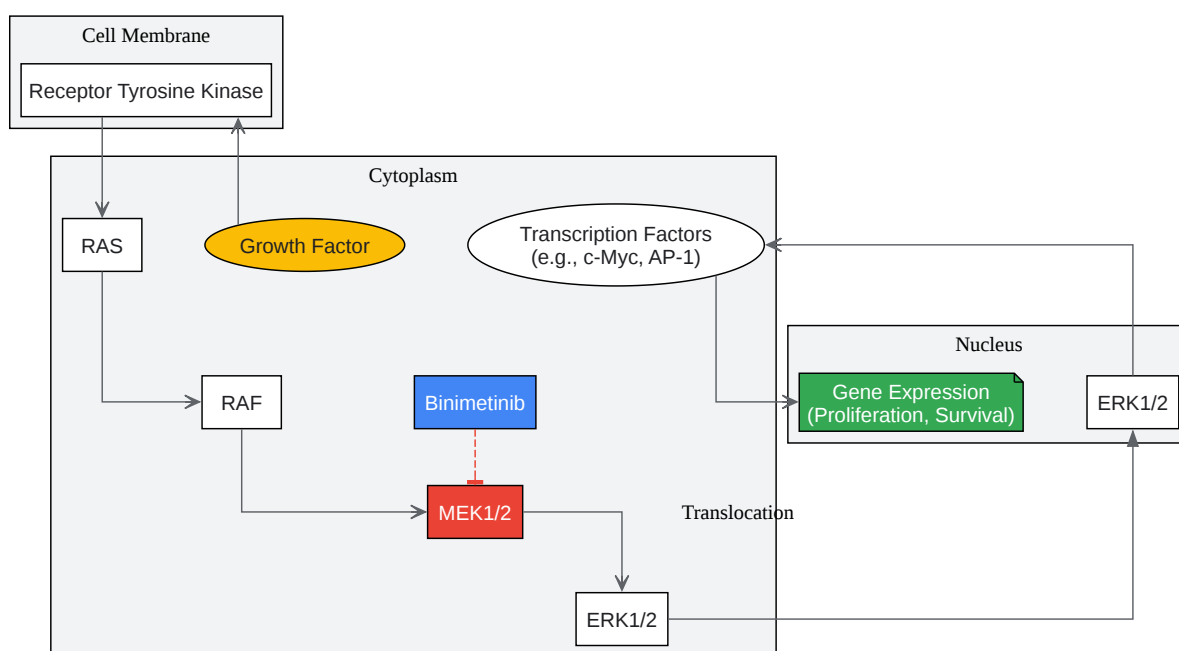 Cell Membrane
Receptor Tyrosine Kinase
Cytoplasm
RAS
Growth Factor
Transcription Factors
(e.g., c-Myc, AP-1)
Nucleus
RAF
Binimetinib
Gene Expression
(Proliferation, Survival)
ERK1/2
MEK1/2
Translocation
ERK1/2